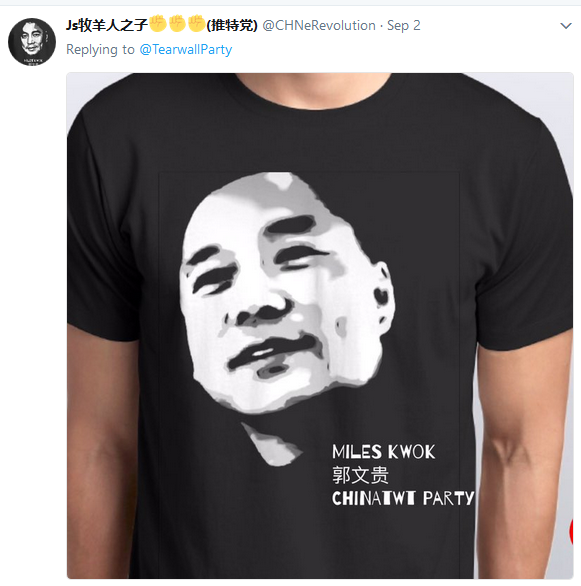 Js牧羊人之子✊✊✊(推特党) @CHNeRevolution · Sep 2
Replying to @TearwallParty
MILES KWOK
郭文贵
CHINATWT PARTY